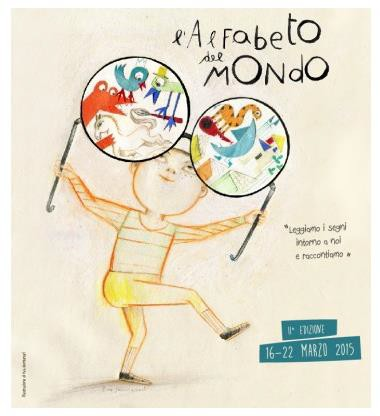 l'Alfabeto
del
MONDO
"Leggiamo i segni
intorno a noi
e raccontiamo"
II° EDIZIONE
16-22 MARZO 2015